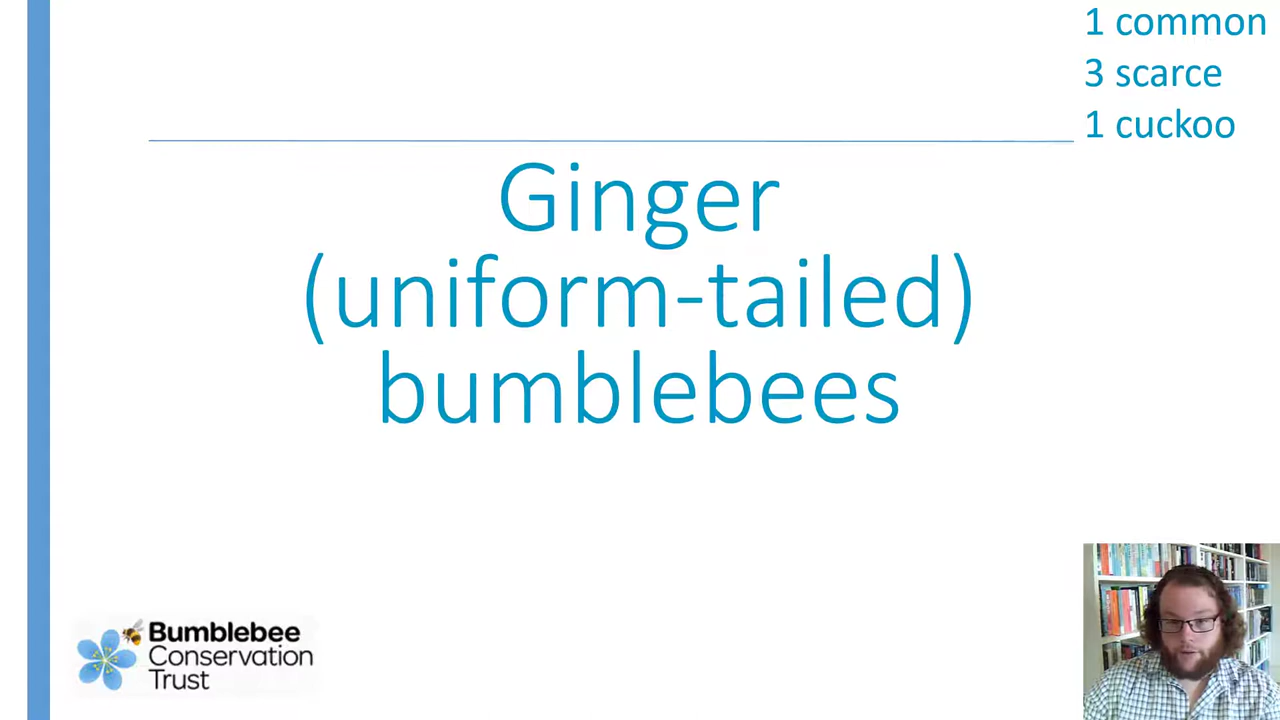 1 common
3 scarce
1 cuckoo
Ginger
(uniform-tailed)
bumblebees
Bumblebee
Conservation
Trust